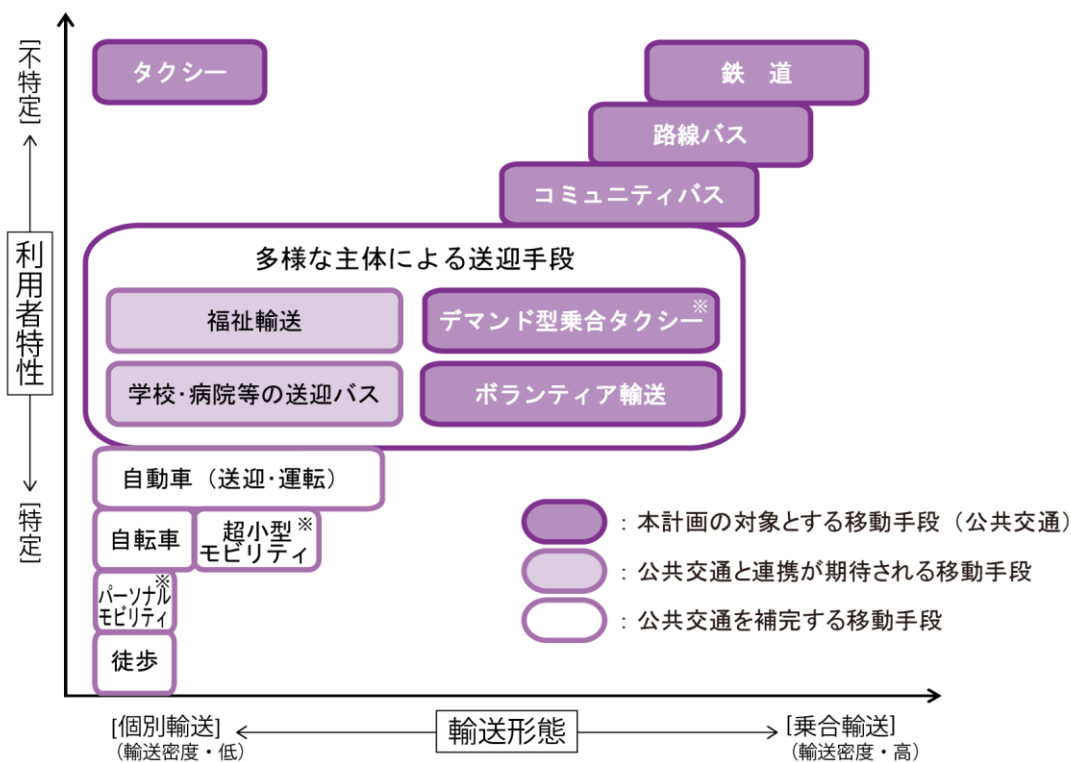 [不特定]
利用者特性
[特定]
タクシー
鉄 道
路線バス
コミュニティバス
多様な主体による送迎手段
福祉輸送
デマンド型乗合タクシー※
学校・病院等の送迎バス
ボランティア輸送
自動車（送迎・運転）
自転車
超小型※
モビリティ
パーソナル※
モビリティ
徒歩
：本計画の対象とする移動手段（公共交通）
：公共交通と連携が期待される移動手段
：公共交通を補完する移動手段
[個別輸送]
（輸送密度・低）
輸送形態
[乗合輸送]
（輸送密度・高）